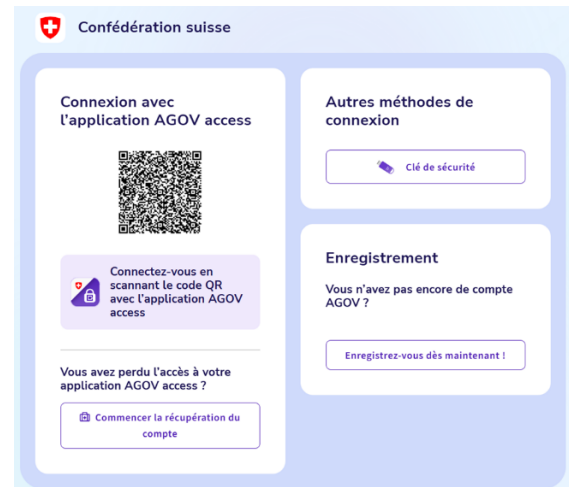 Confédération suisse
Connexion avec
l'application AGOV access
Connectez-vous en
scannant le code QR
avec l'application AGOV
access
Vous avez perdu l'accès à votre
application AGOV access ?
Commencer la récupération du
compte
Autres méthodes de
connexion
Clé de sécurité
Enregistrement
Vous n'avez pas encore de compte
AGOV ?
Enregistrez-vous dès maintenant !